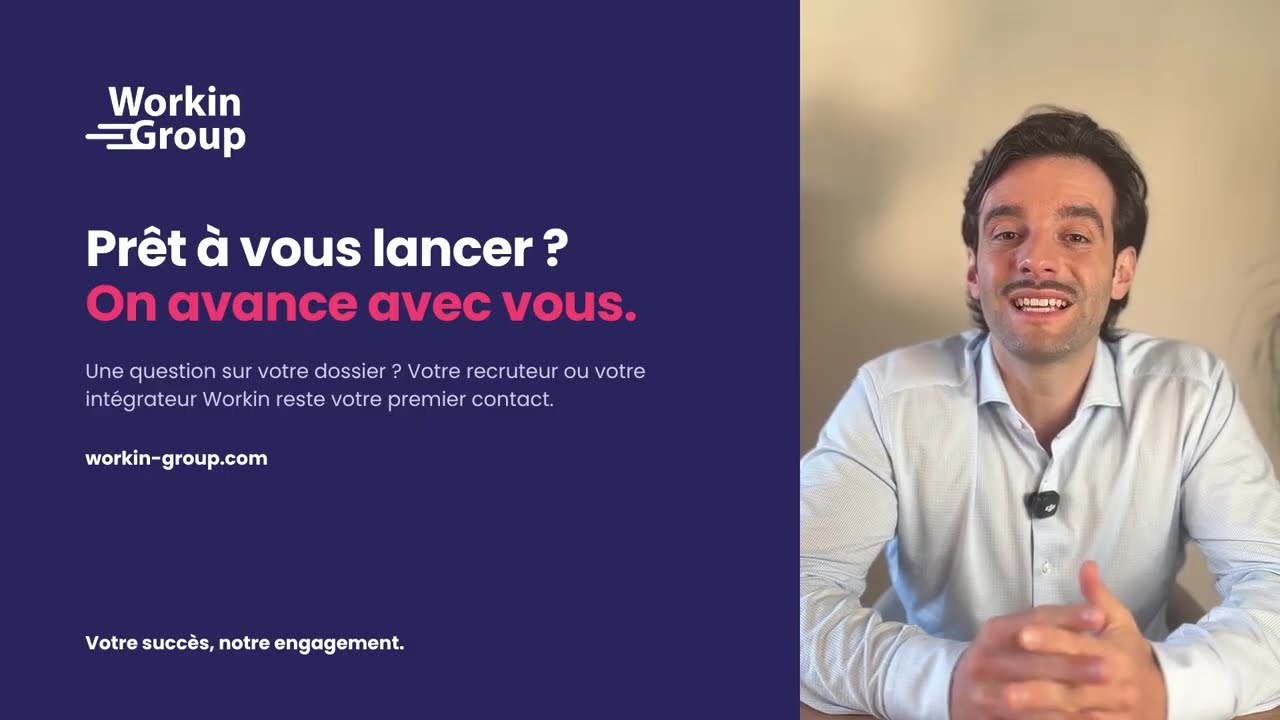 Workin
Group
Prêt à vous lancer ?
On avance avec vous.
Une question sur votre dossier ? Votre recruteur ou votre
intégrateur Workin reste votre premier contact.
workin-group.com
Votre succès, notre engagement.
dji